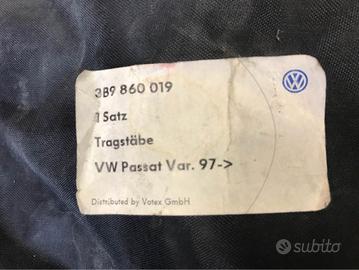 3B9 860 019
1 Satz
Tragstäbe
VW Passat Var. 97->
Distributed by Votex GmbH
subito